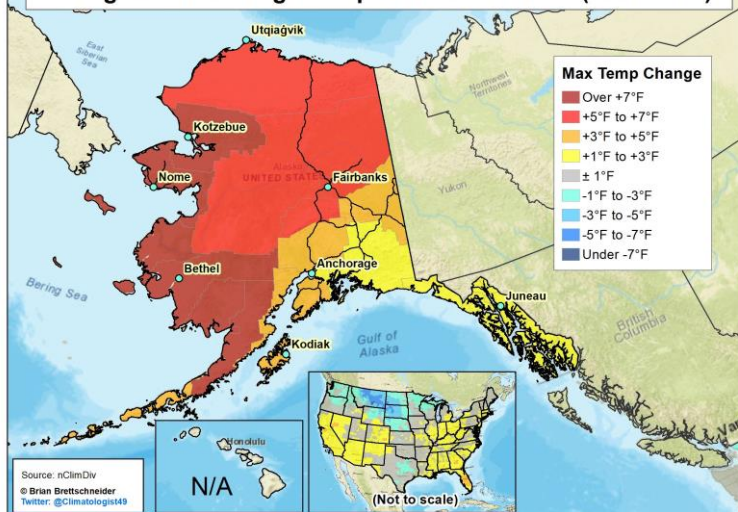 Utqiaġvik
East
Siberian
Sea
Northwest
Territories
Max Temp Change
Over +7°F
+5°F to +7°F
+3°F to +5°F
+1°F to +3°F
± 1°F
-1°F to -3°F
-3°F to -5°F
-5°F to -7°F
Under -7°F
Kotzebue
Alaska
UNITED STATES
Nome
Fairbanks
Yukon
Bethel
Anchorage
Bering Sea
Juneau
British
Columbia
Gulf of
Alaska
Kodiak
Honolulu
N/A
(Not to scale)
Source: nClimDiv
© Brian Brettschneider
Twitter: @Climatologist49